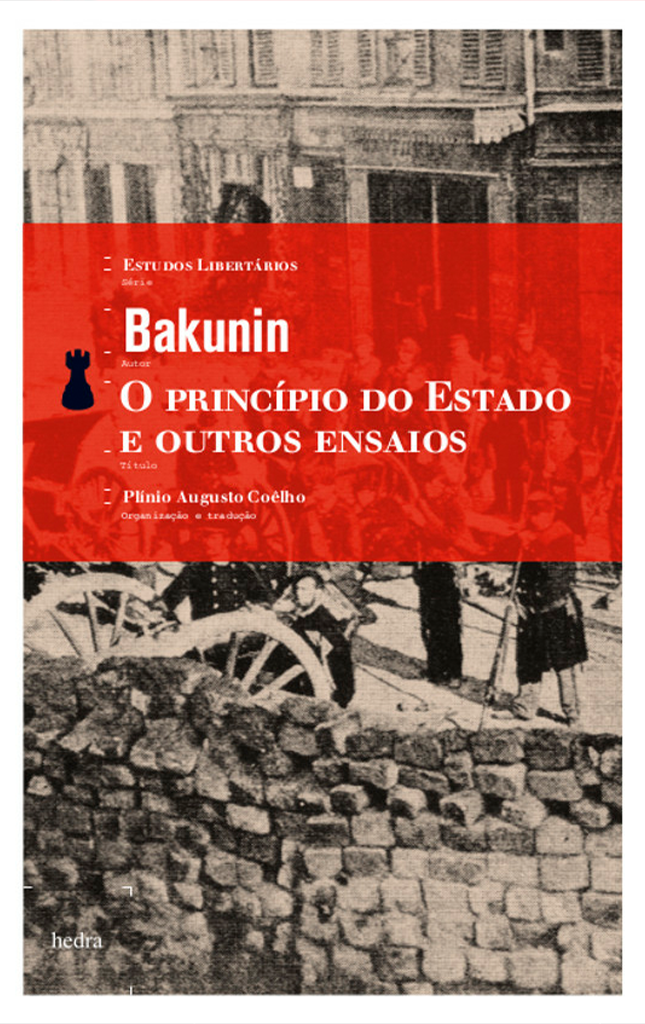 Estudos Libertários
Série
Bakunin
Autor
O princípio do Estado
e outros ensaios
Título
Plínio Augusto Coêlho
Organização e tradução
hedra